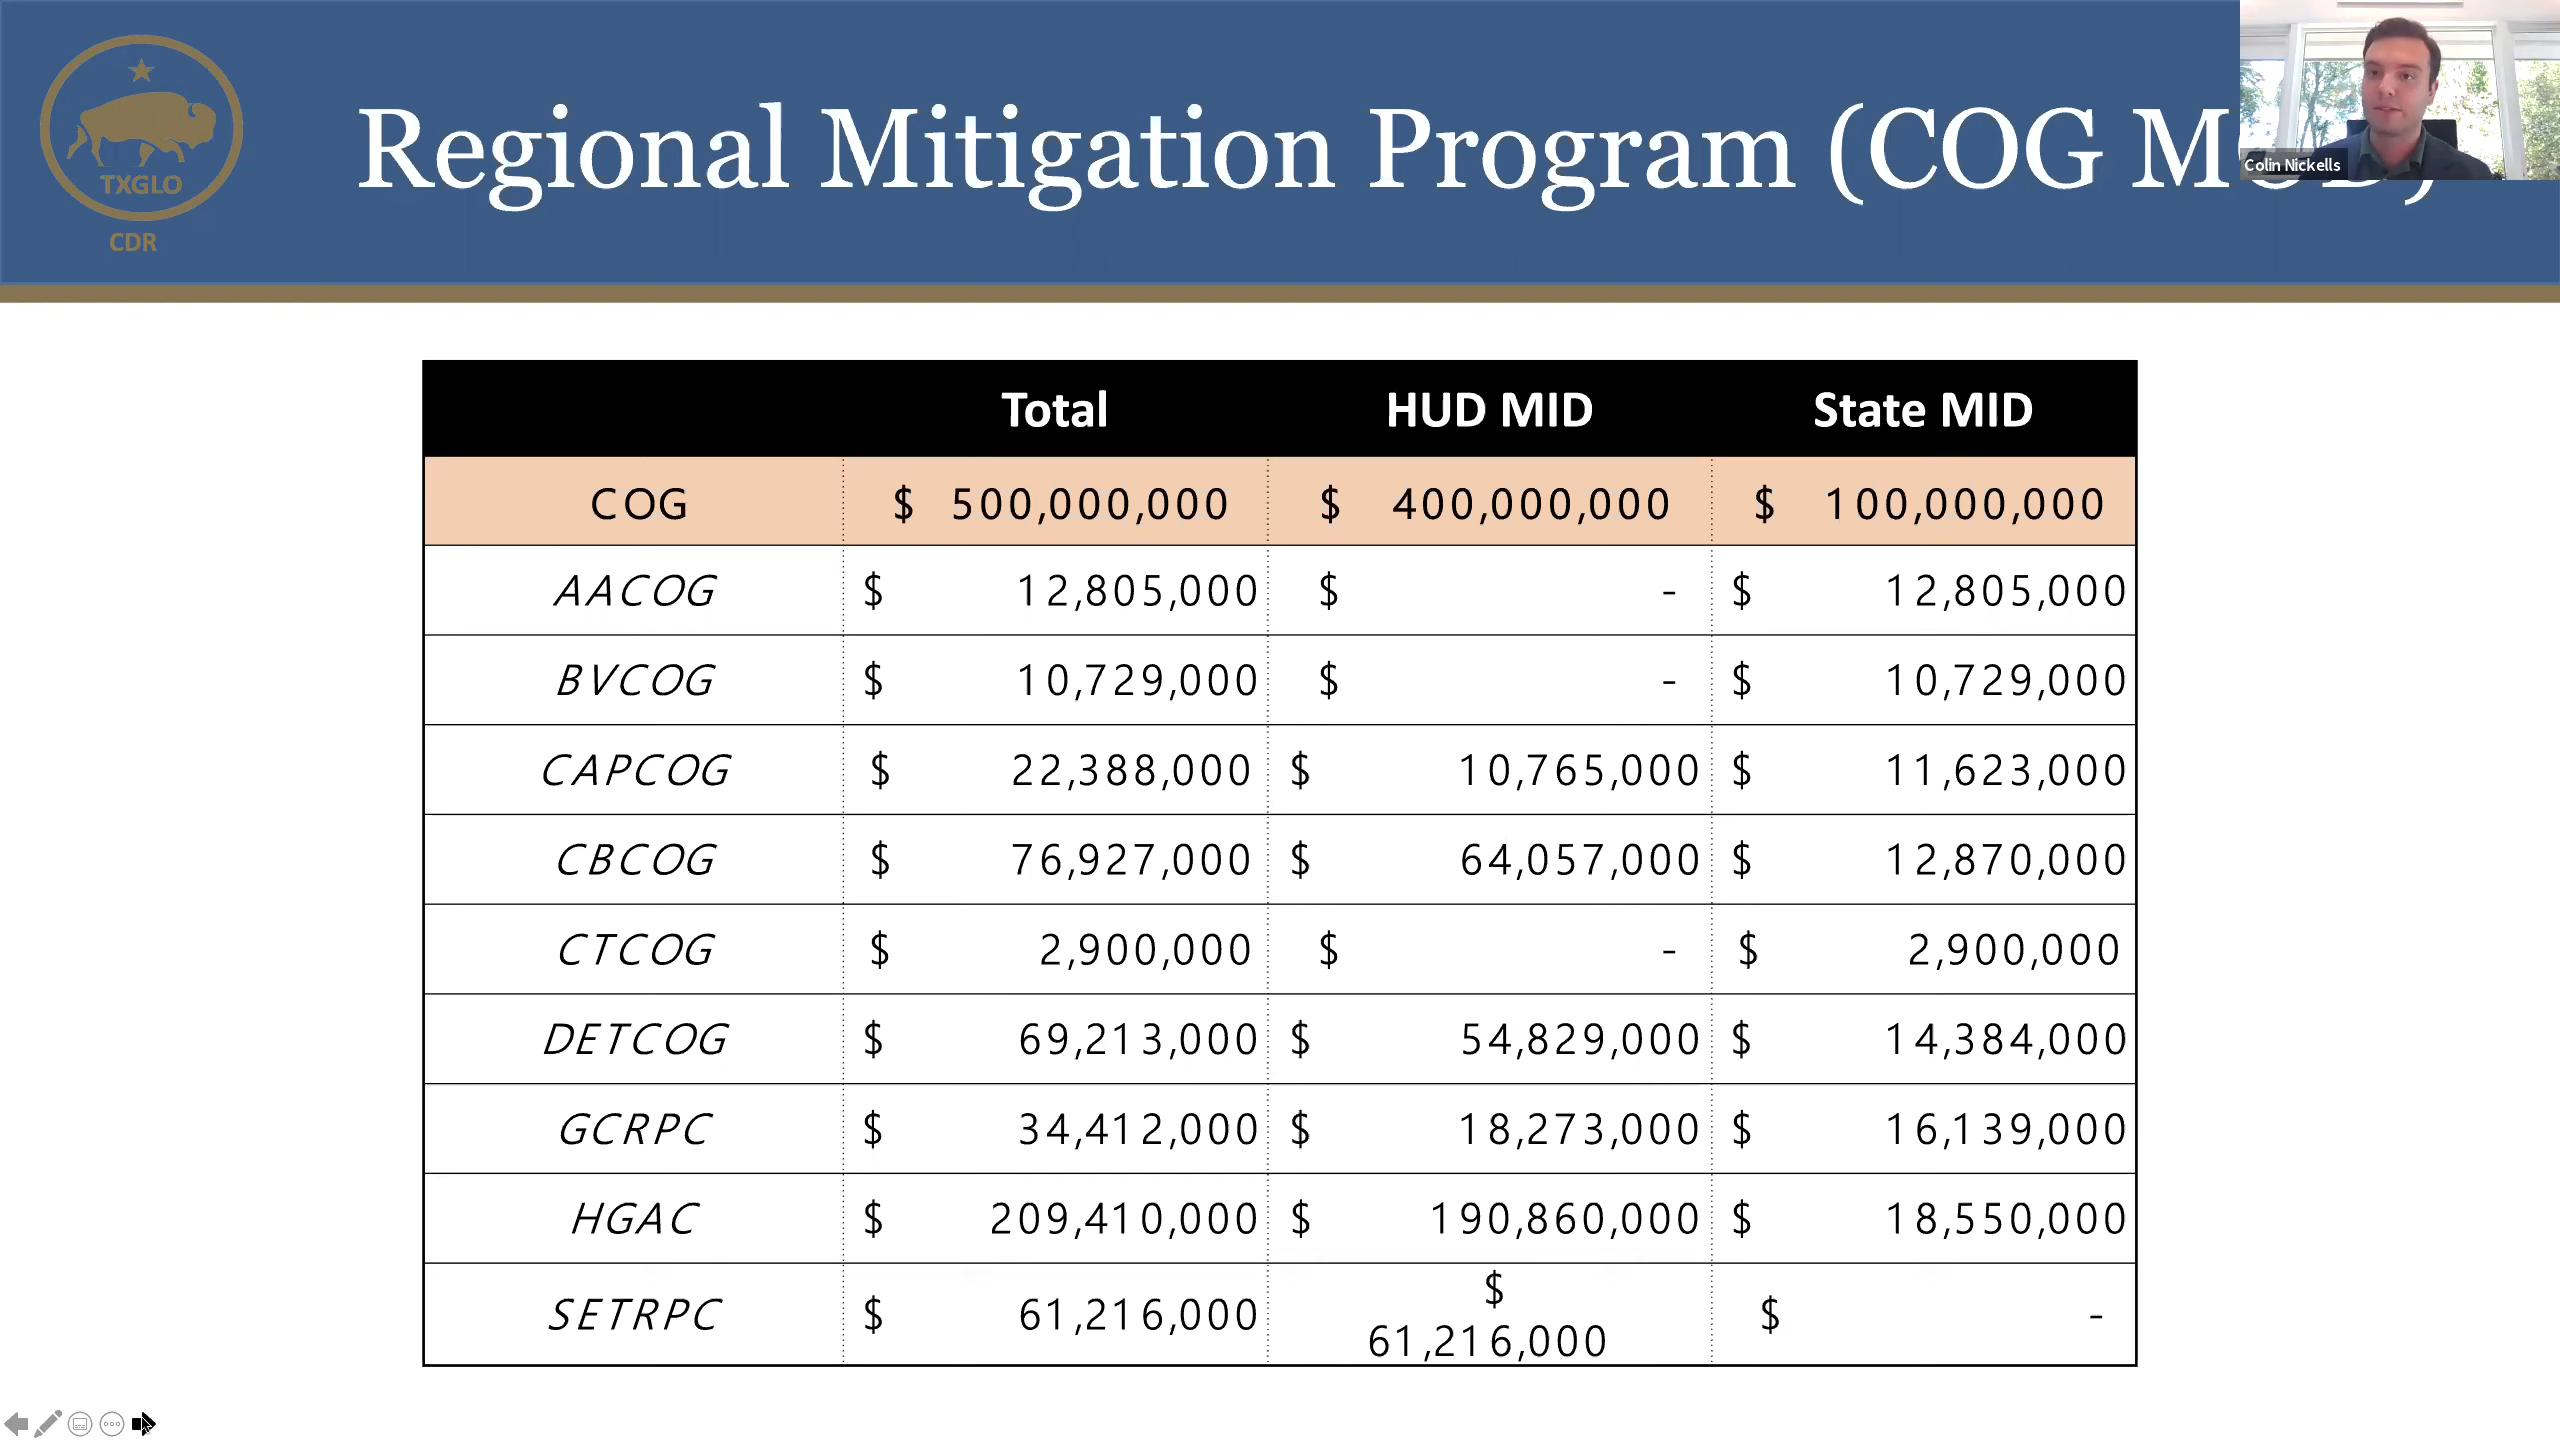 TXGLO
CDR
Regional Mitigation Program (COG
Colin Nickells
Total HUD MID State MID
COG $ 500,000,000 $ 400,000,000 $ 100,000,000
AACOG $ 12,805,000 $ - $ 12,805,000
BVCOG $ 10,729,000 $ - $ 10,729,000
CAPCOG $ 22,388,000 $ 10,765,000 $ 11,623,000
CBCOG $ 76,927,000 $ 64,057,000 $ 12,870,000
CTCOG $ 2,900,000 $ - $ 2,900,000
DETCOG $ 69,213,000 $ 54,829,000 $ 14,384,000
GCRPC $ 34,412,000 $ 18,273,000 $ 16,139,000
HGAC $ 209,410,000 $ 190,860,000 $ 18,550,000
SETRPC $ 61,216,000 $ 61,216,000 $ -